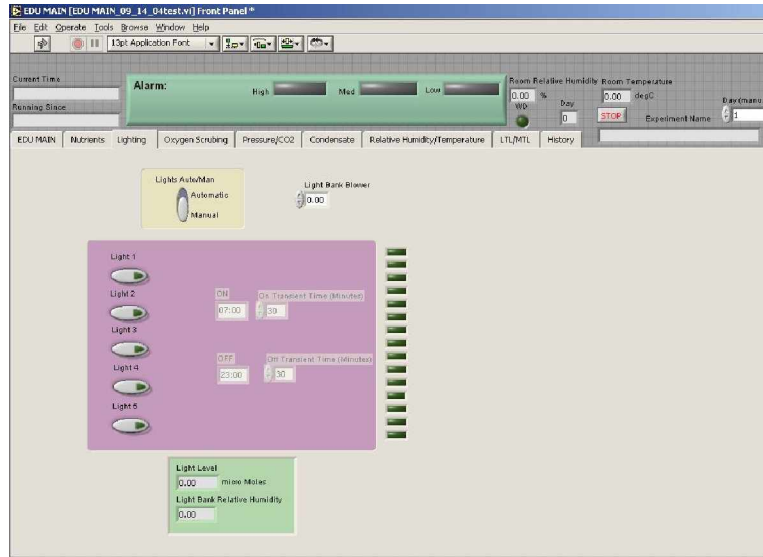 EDU MAIN [EDU MAIN_09_14_04test.vi] Front Panel *
File Edit Operate Tools Browse Window Help
13pt Application Font
Current Time
Running Since
Alarm:
High
Med
Low
Room Relative Humidity
0.00 %
Room Temperature
0.00 degC
WD
Day
0
STOP
Experiment Name
Day (manu
1
EDU MAIN Nutrients Lighting Oxygen Scrubing Pressure/CO2 Condensate Relative Humidity/Temperature LTL/MTL History
Lights Auto/Man
Automatic
Manual
Light Bank Blower
0.00
Light 1
Light 2
Light 3
Light 4
Light 5
ON
07:00
On Transient Time (Minutes)
30
OFF
23:00
Off Transient Time (Minutes)
30
Light Level
0.00 micro Moles
Light Bank Relative Humidity
0.00